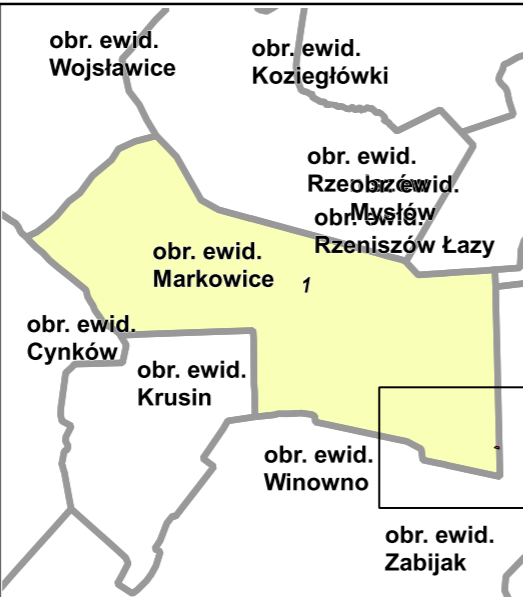 obr. ewid.
Wojsławice
obr. ewid.
Koziegłówki
obr. ewid.
Rzeniszów
obr. ewid.
Mysłów
obr. ewid.
Rzeniszów Łazy
obr. ewid.
Markowice
1
obr. ewid.
Cynków
obr. ewid.
Krusin
obr. ewid.
Winowno
obr. ewid.
Zabijak